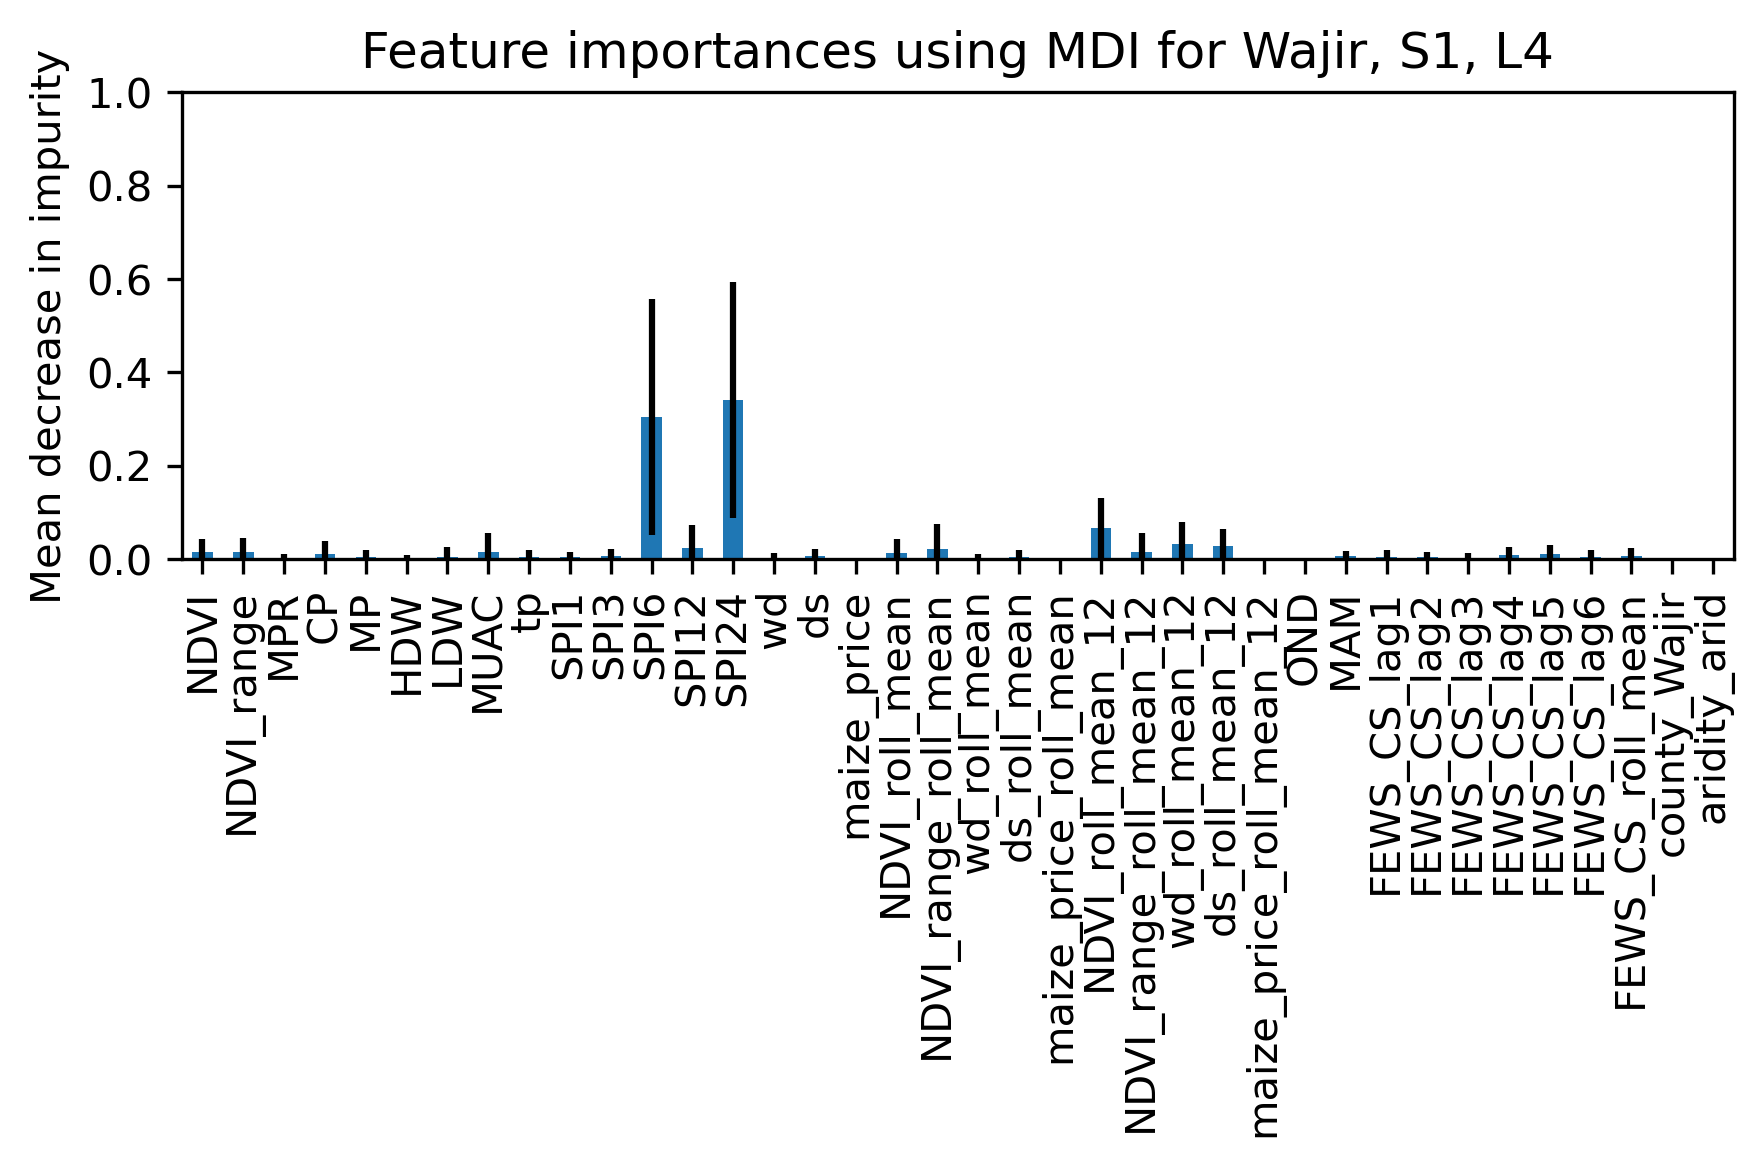 Feature importances using MDI for Wajir, S1, L4
Mean decrease in impurity
1.0
0.8
0.6
0.4
0.2
0.0
NDVI
NDVI_range
MPR
CP
MP
HDW
LDW
MUAC
tp
SPI1
SPI3
SPI6
SPI12
SPI24
wd
ds
maize_price
NDVI_roll_mean
NDVI_range_roll_mean
wd_roll_mean
ds_roll_mean
maize_price_roll_mean
NDVI_roll_mean_12
NDVI_range_roll_mean_12
wd_roll_mean_12
ds_roll_mean_12
maize_price_roll_mean_12
OND
MAM
FEWS_CS_lag1
FEWS_CS_lag2
FEWS_CS_lag3
FEWS_CS_lag4
FEWS_CS_lag5
FEWS_CS_lag6
FEWS_CS_roll_mean
county_Wajir
aridity_arid